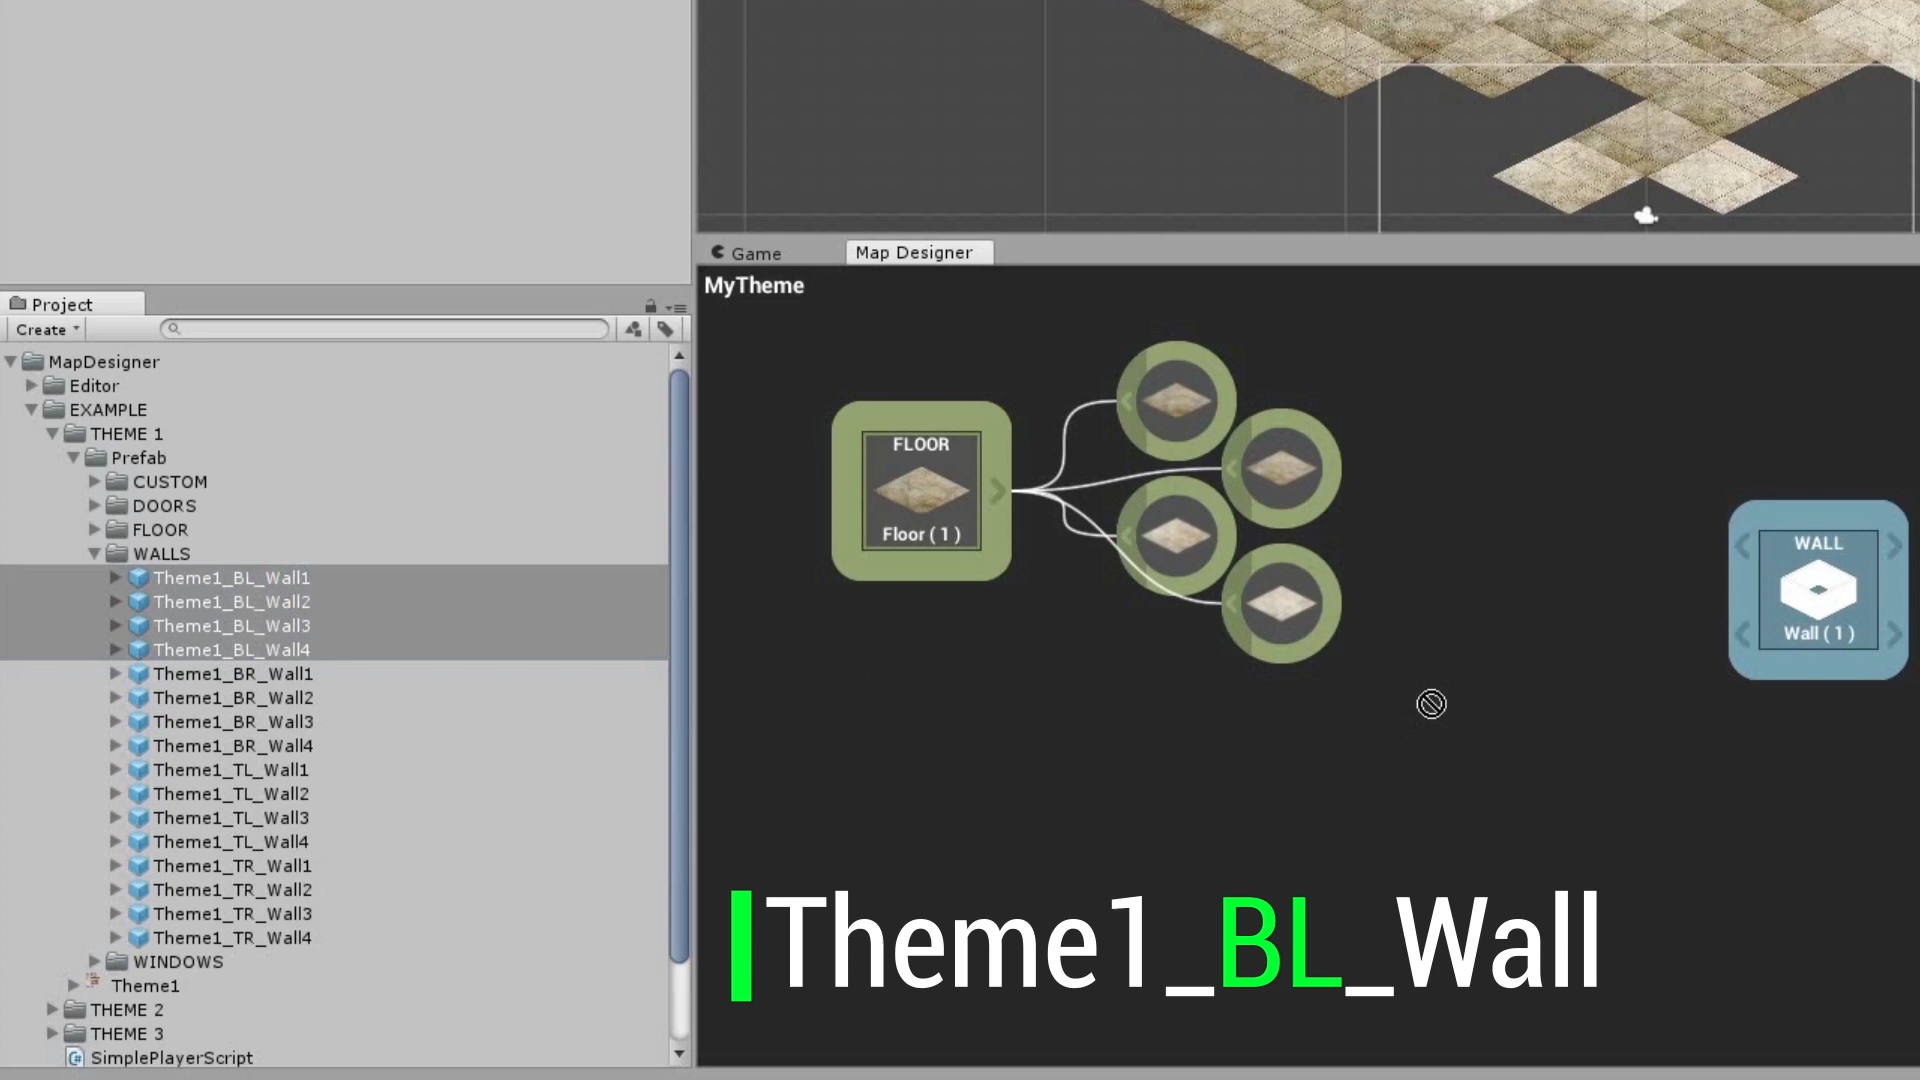 Project
Create
MapDesigner
Editor
EXAMPLE
THEME 1
Prefab
CUSTOM
DOORS
FLOOR
WALLS
Theme1_BL_Wall1
Theme1_BL_Wall2
Theme1_BL_Wall3
Theme1_BL_Wall4
Theme1_BR_Wall1
Theme1_BR_Wall2
Theme1_BR_Wall3
Theme1_BR_Wall4
Theme1_TL_Wall1
Theme1_TL_Wall2
Theme1_TL_Wall3
Theme1_TL_Wall4
Theme1_TR_Wall1
Theme1_TR_Wall2
Theme1_TR_Wall3
Theme1_TR_Wall4
WINDOWS
Theme1
THEME 2
THEME 3
SimplePlayerScript
Game
Map Designer
MyTheme
FLOOR
Floor ( 1 )
WALL
Wall ( 1 )
Theme1_BL_Wall